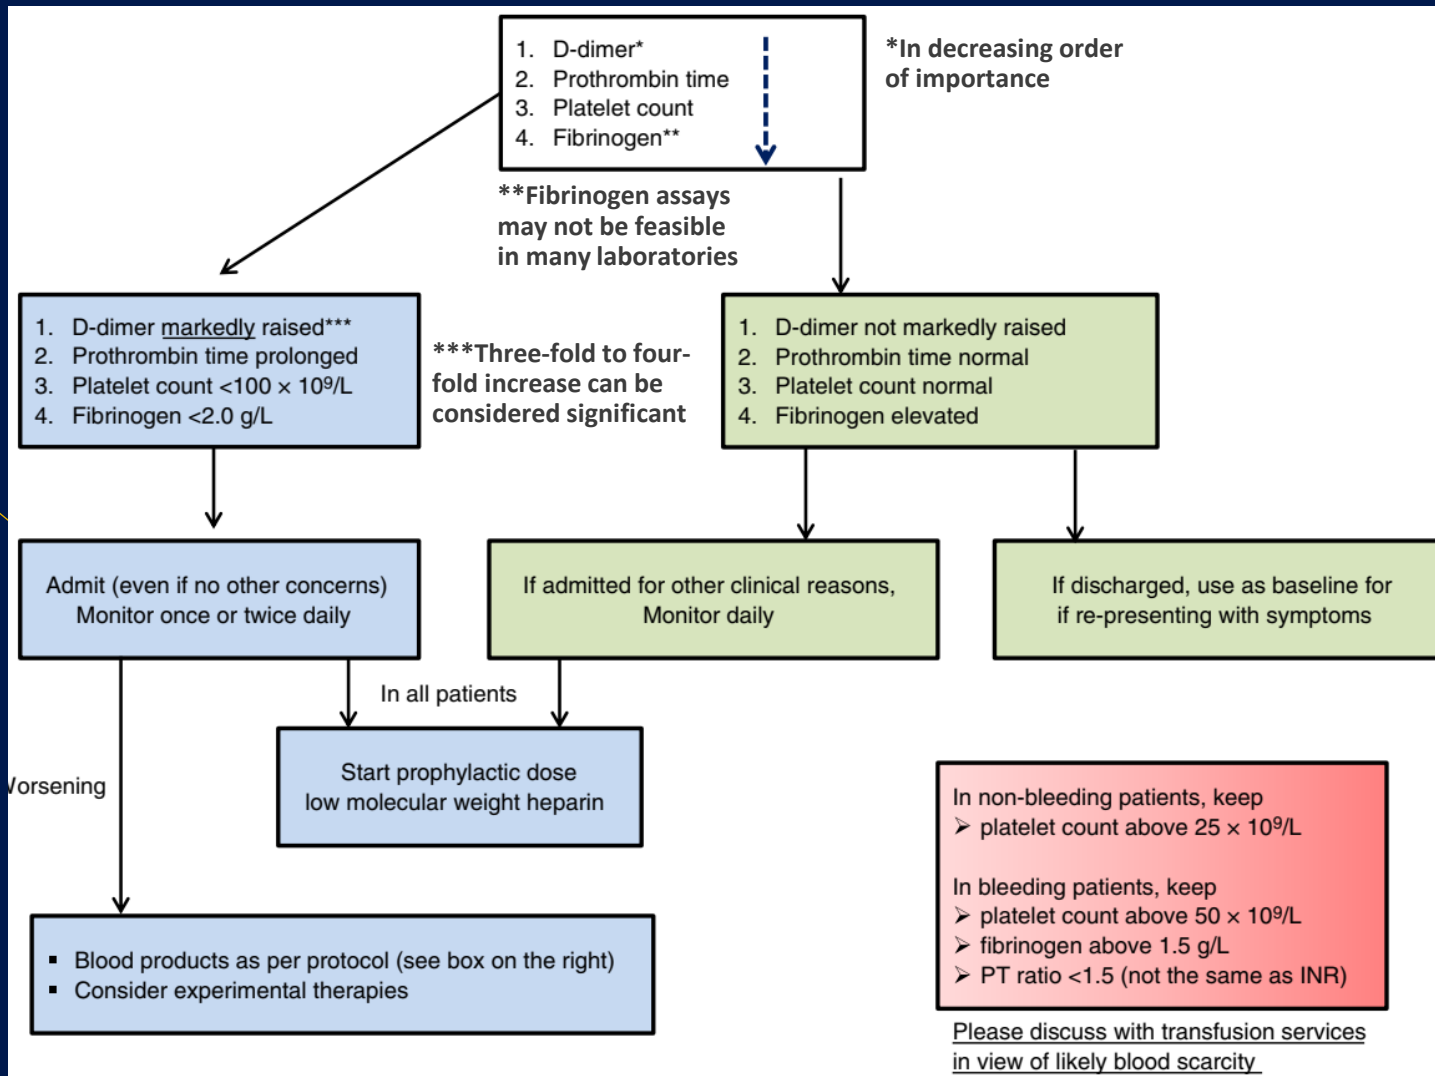 1. D-dimer*
2. Prothrombin time
3. Platelet count
4. Fibrinogen**
*In decreasing order
of importance
**Fibrinogen assays
may not be feasible
in many laboratories
1. D-dimer markedly raised***
2. Prothrombin time prolonged
3. Platelet count <100 × 10⁹/L
4. Fibrinogen <2.0 g/L
***Three-fold to four-
fold increase can be
considered significant
1. D-dimer not markedly raised
2. Prothrombin time normal
3. Platelet count normal
4. Fibrinogen elevated
Admit (even if no other concerns)
Monitor once or twice daily
If admitted for other clinical reasons,
Monitor daily
If discharged, use as baseline for
if re-presenting with symptoms
In all patients
Start prophylactic dose
low molecular weight heparin
Worsening
▪ Blood products as per protocol (see box on the right)
▪ Consider experimental therapies
In non-bleeding patients, keep
➢ platelet count above 25 × 10⁹/L
In bleeding patients, keep
➢ platelet count above 50 × 10⁹/L
➢ fibrinogen above 1.5 g/L
➢ PT ratio <1.5 (not the same as INR)
Please discuss with transfusion services
in view of likely blood scarcity